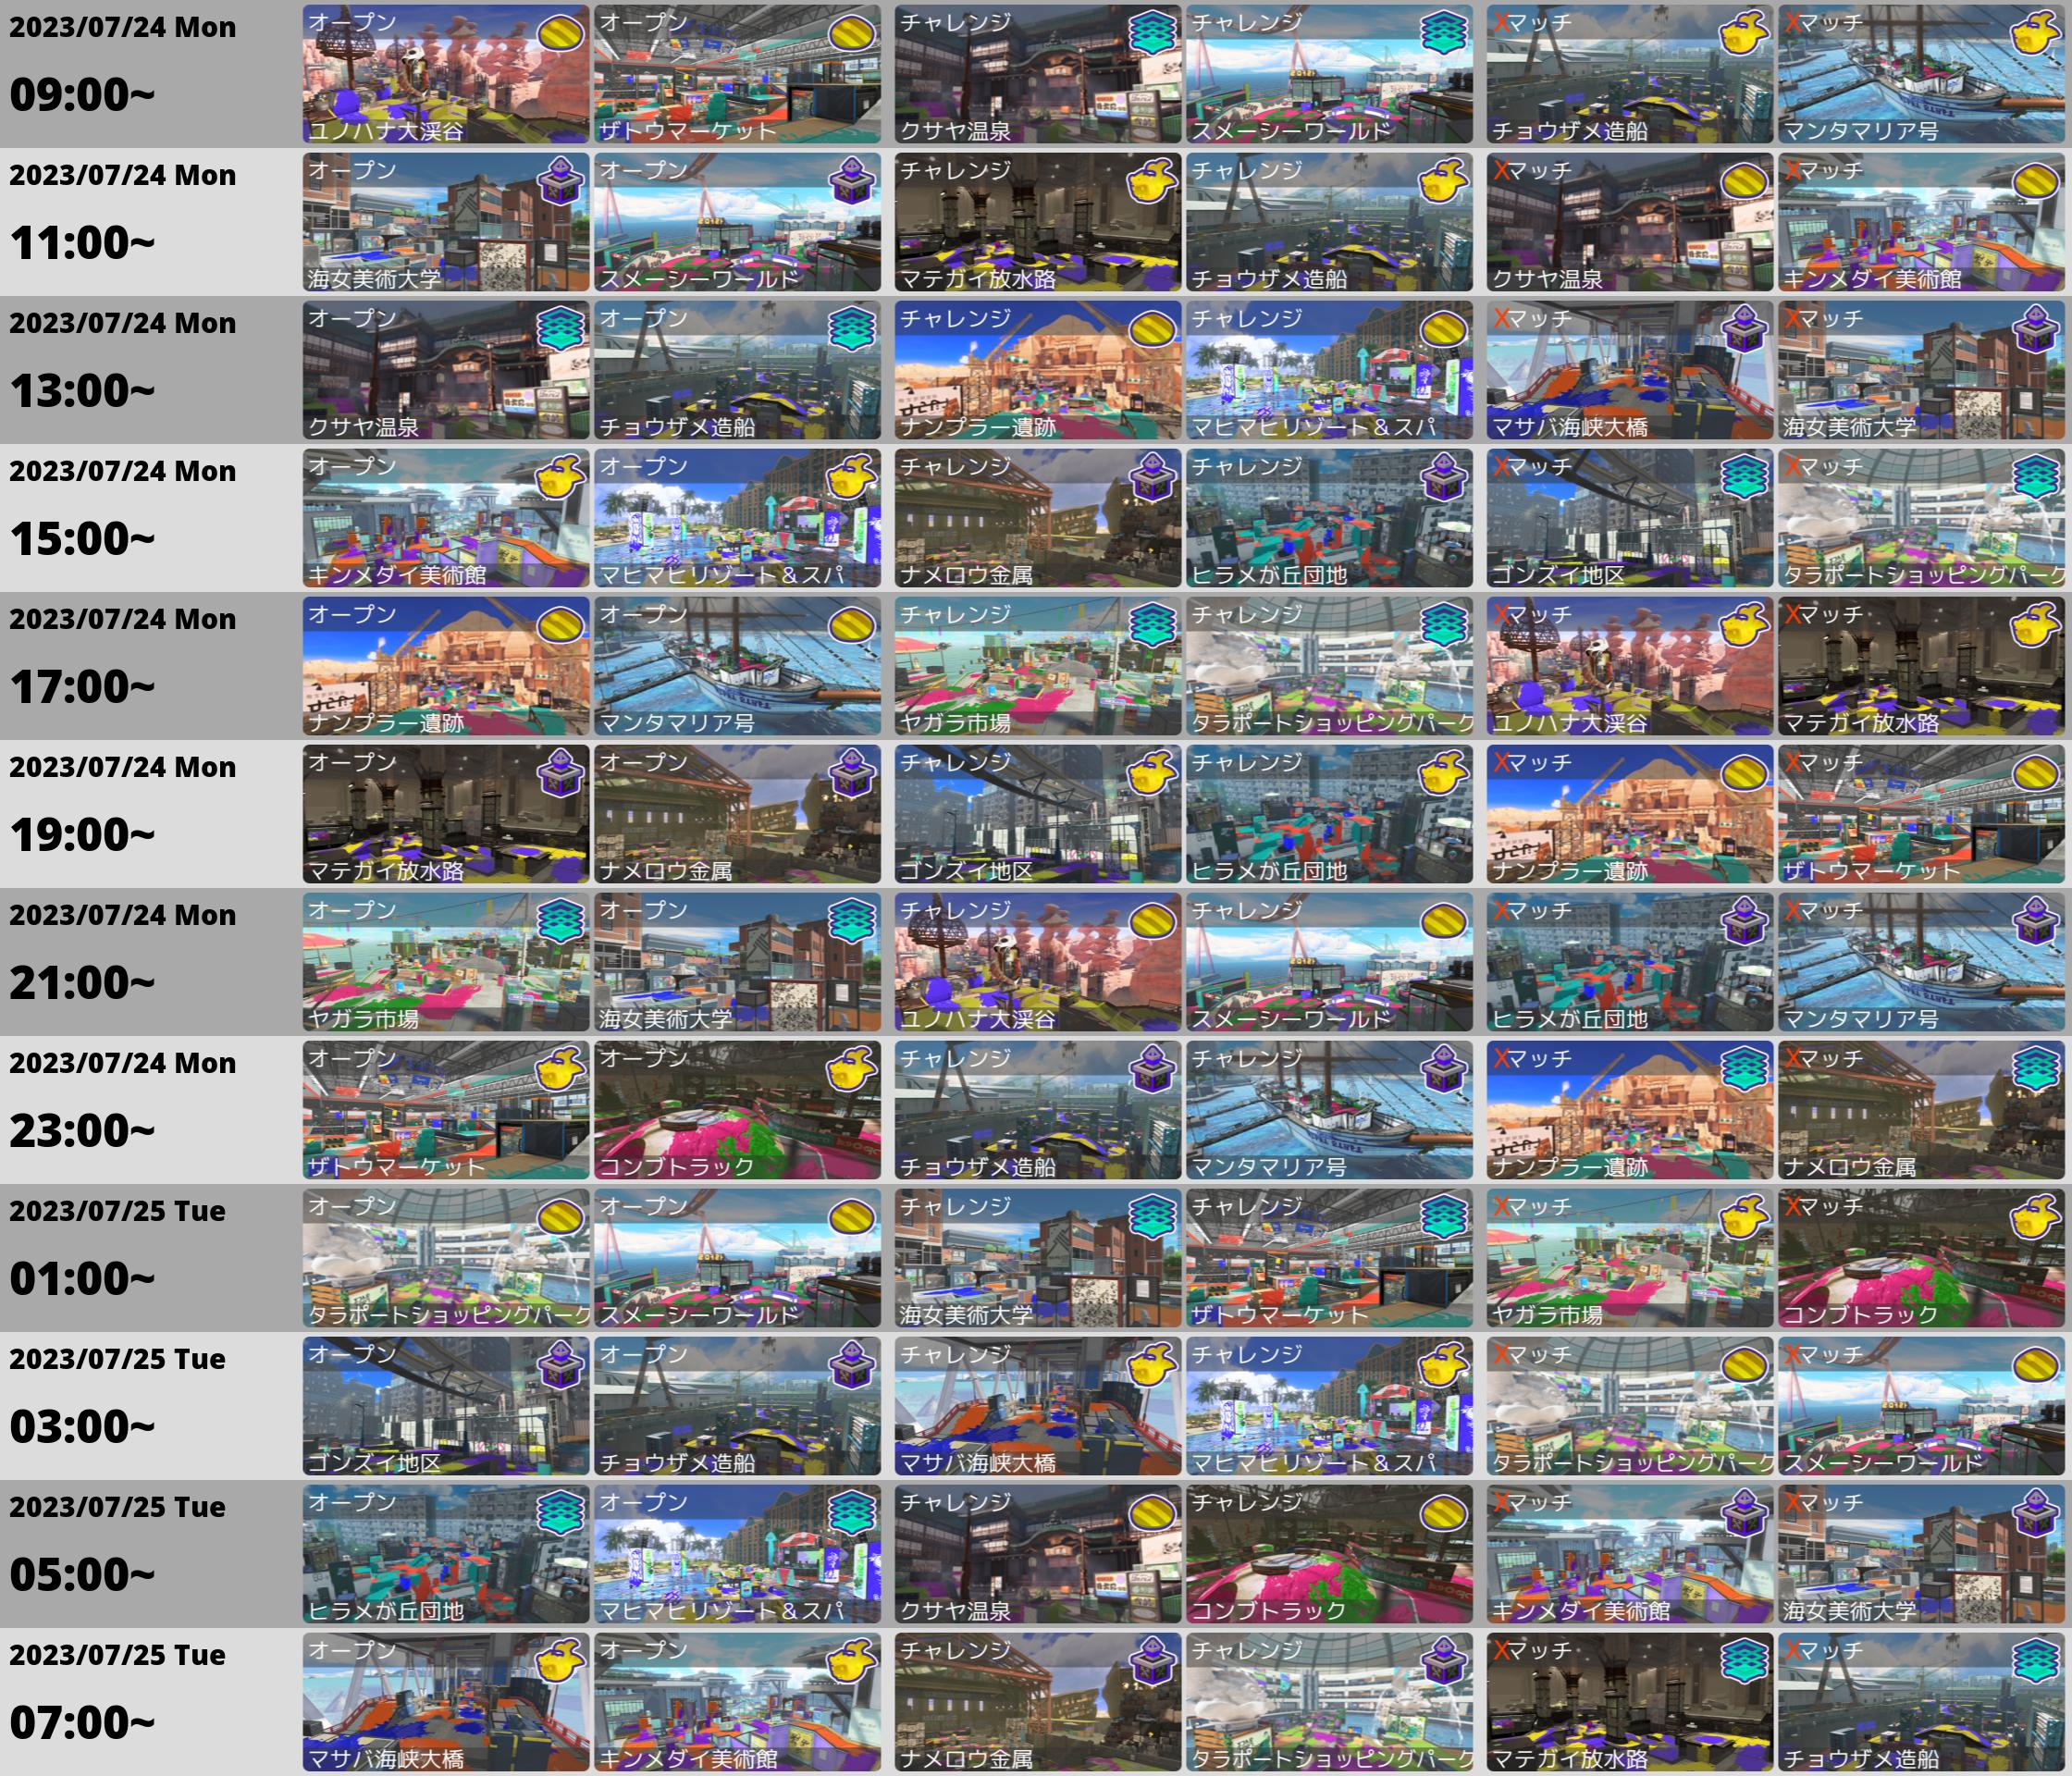 2023/07/24 Mon
09:00~
オープン
ユノハナ大渓谷
オープン
ザトウマーケット
チャレンジ
クサヤ温泉
チャレンジ
スメーシーワールド
Xマッチ
チョウザメ造船
Xマッチ
マンタマリア号
2023/07/24 Mon
11:00~
オープン
海女美術大学
オープン
スメーシーワールド
チャレンジ
マテガイ放水路
チャレンジ
チョウザメ造船
Xマッチ
クサヤ温泉
Xマッチ
キンメダイ美術館
2023/07/24 Mon
13:00~
オープン
クサヤ温泉
オープン
チョウザメ造船
チャレンジ
ナンプラー遺跡
チャレンジ
マヒマヒリゾート&スパ
Xマッチ
マサバ海峡大橋
Xマッチ
海女美術大学
2023/07/24 Mon
15:00~
オープン
キンメダイ美術館
オープン
マヒマヒリゾート&スパ
チャレンジ
ナメロウ金属
チャレンジ
ヒラメが丘団地
Xマッチ
ゴンズイ地区
Xマッチ
タラポートショッピングパーク
2023/07/24 Mon
17:00~
オープン
ナンプラー遺跡
オープン
マンタマリア号
チャレンジ
ヤガラ市場
チャレンジ
タラポートショッピングパーク
Xマッチ
ユノハナ大渓谷
Xマッチ
マテガイ放水路
2023/07/24 Mon
19:00~
オープン
マテガイ放水路
オープン
ナメロウ金属
チャレンジ
ゴンズイ地区
チャレンジ
ヒラメが丘団地
Xマッチ
ナンプラー遺跡
Xマッチ
ザトウマーケット
2023/07/24 Mon
21:00~
オープン
ヤガラ市場
オープン
海女美術大学
チャレンジ
ユノハナ大渓谷
チャレンジ
スメーシーワールド
Xマッチ
ヒラメが丘団地
Xマッチ
マンタマリア号
2023/07/24 Mon
23:00~
オープン
ザトウマーケット
オープン
コンブトラック
チャレンジ
チョウザメ造船
チャレンジ
マンタマリア号
Xマッチ
ナンプラー遺跡
Xマッチ
ナメロウ金属
2023/07/25 Tue
01:00~
オープン
タラポートショッピングパーク
オープン
スメーシーワールド
チャレンジ
海女美術大学
チャレンジ
ザトウマーケット
Xマッチ
ヤガラ市場
Xマッチ
コンブトラック
2023/07/25 Tue
03:00~
オープン
ゴンズイ地区
オープン
チョウザメ造船
チャレンジ
マサバ海峡大橋
チャレンジ
マヒマヒリゾート&スパ
Xマッチ
タラポートショッピングパーク
Xマッチ
スメーシーワールド
2023/07/25 Tue
05:00~
オープン
ヒラメが丘団地
オープン
マヒマヒリゾート&スパ
チャレンジ
クサヤ温泉
チャレンジ
コンブトラック
Xマッチ
キンメダイ美術館
Xマッチ
海女美術大学
2023/07/25 Tue
07:00~
オープン
マサバ海峡大橋
オープン
キンメダイ美術館
チャレンジ
ナメロウ金属
チャレンジ
タラポートショッピングパーク
Xマッチ
マテガイ放水路
Xマッチ
チョウザメ造船